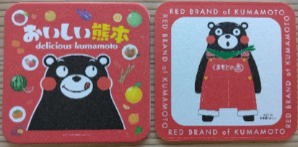 おいしい熊本
delicious kumamoto
RED BRAND of KUMAMOTO
RED BRAND of KUMAMOTO
RED BRAND of KUMAMOTO
RED BRAND of KUMAMOTO